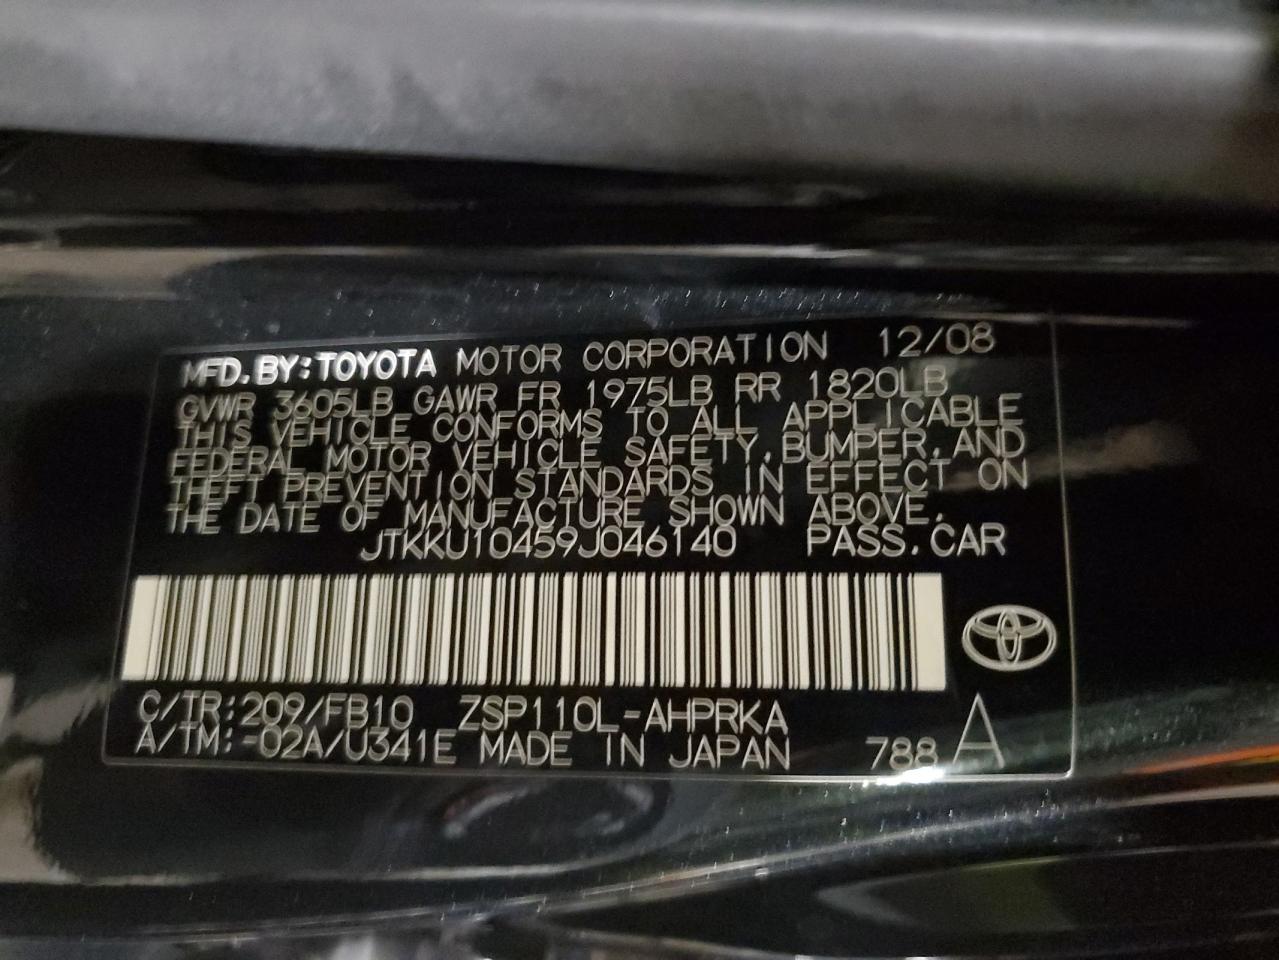 MFD. BY: TOYOTA MOTOR CORPORATION 12/08
GVWR 3605LB GAWR FR 1975LB RR 1820LB
THIS VEHICLE CONFORMS TO ALL APPLICABLE
FEDERAL MOTOR VEHICLE SAFETY, BUMPER, AND
THEFT PREVENTION STANDARDS IN EFFECT ON
THE DATE OF MANUFACTURE SHOWN ABOVE.
JTKKU10459J046140 PASS. CAR
C/TR: 209/FB10 ZSP110L-AHPRKA
A/TM: -02A/U341E MADE IN JAPAN 788 A